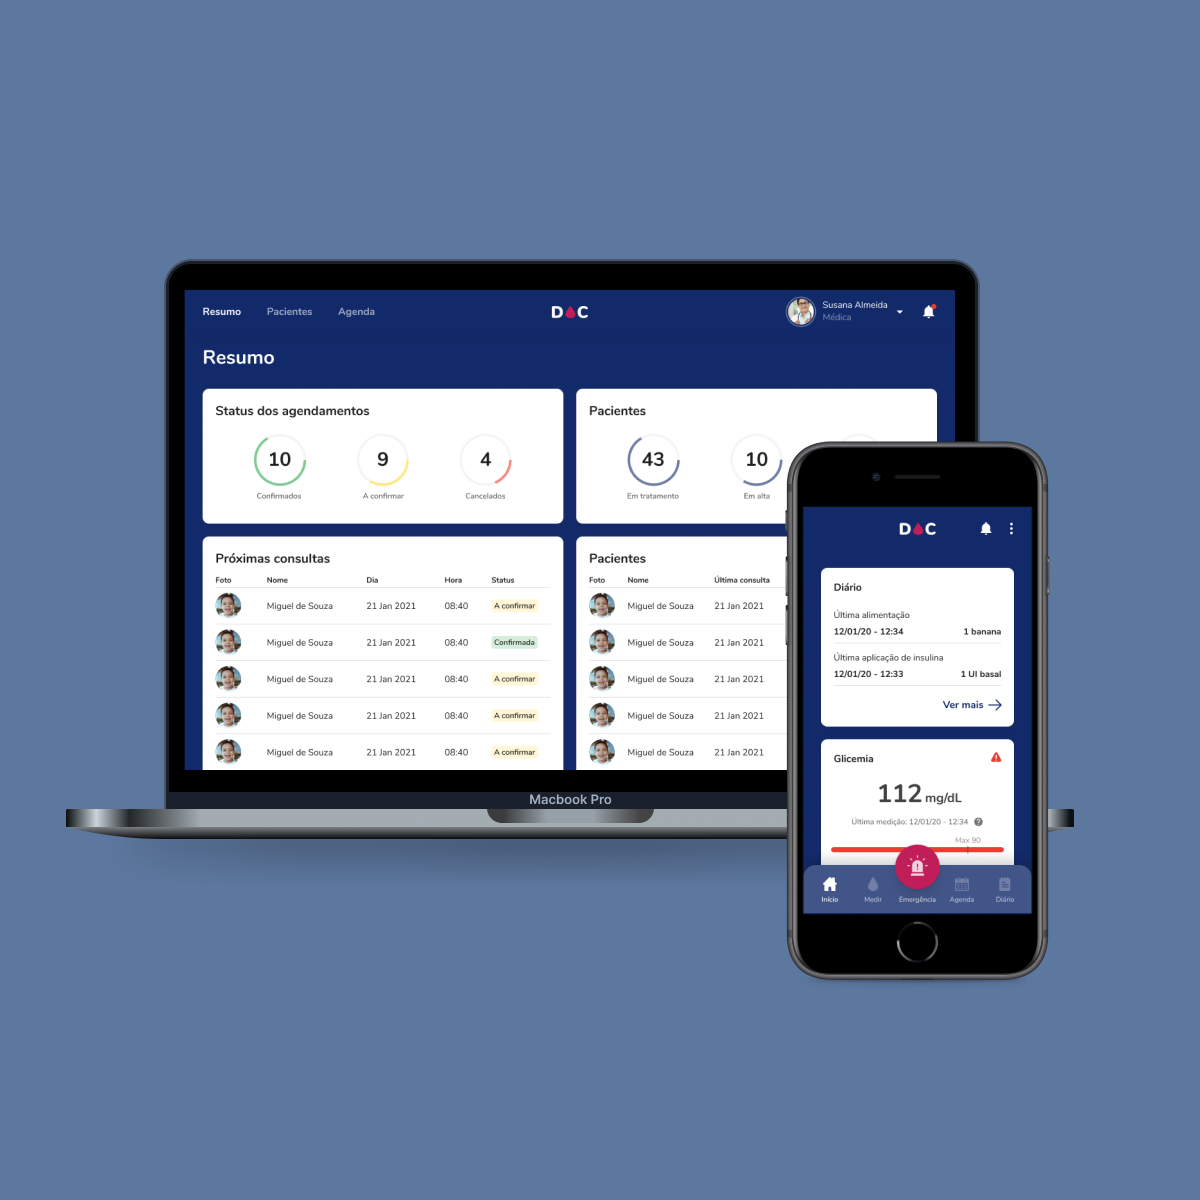 Resumo Pacientes Agenda
D C
Susana Almeida
Médica
Resumo
Status dos agendamentos
10 9 4
Confirmados A confirmar Cancelados
Pacientes
43 10
Em tratamento Em alta
Próximas consultas
Foto Nome Dia Hora Status
Miguel de Souza 21 Jan 2021 08:40 A confirmar
Miguel de Souza 21 Jan 2021 08:40 Confirmada
Miguel de Souza 21 Jan 2021 08:40 A confirmar
Miguel de Souza 21 Jan 2021 08:40 A confirmar
Miguel de Souza 21 Jan 2021 08:40 A confirmar
Pacientes
Foto Nome Última consulta
Miguel de Souza 21 Jan 2021
Miguel de Souza 21 Jan 2021
Miguel de Souza 21 Jan 2021
Miguel de Souza 21 Jan 2021
Miguel de Souza 21 Jan 2021
Macbook Pro
D C
Diário
Última alimentação
12/01/20 - 12:34 1 banana
Última aplicação de insulina
12/01/20 - 12:33 1 UI basal
Ver mais
Glicemia
112 mg/dL
Última medição: 12/01/20 - 12:34 ?
Max 90
Início Medir Emergência Agenda Diário